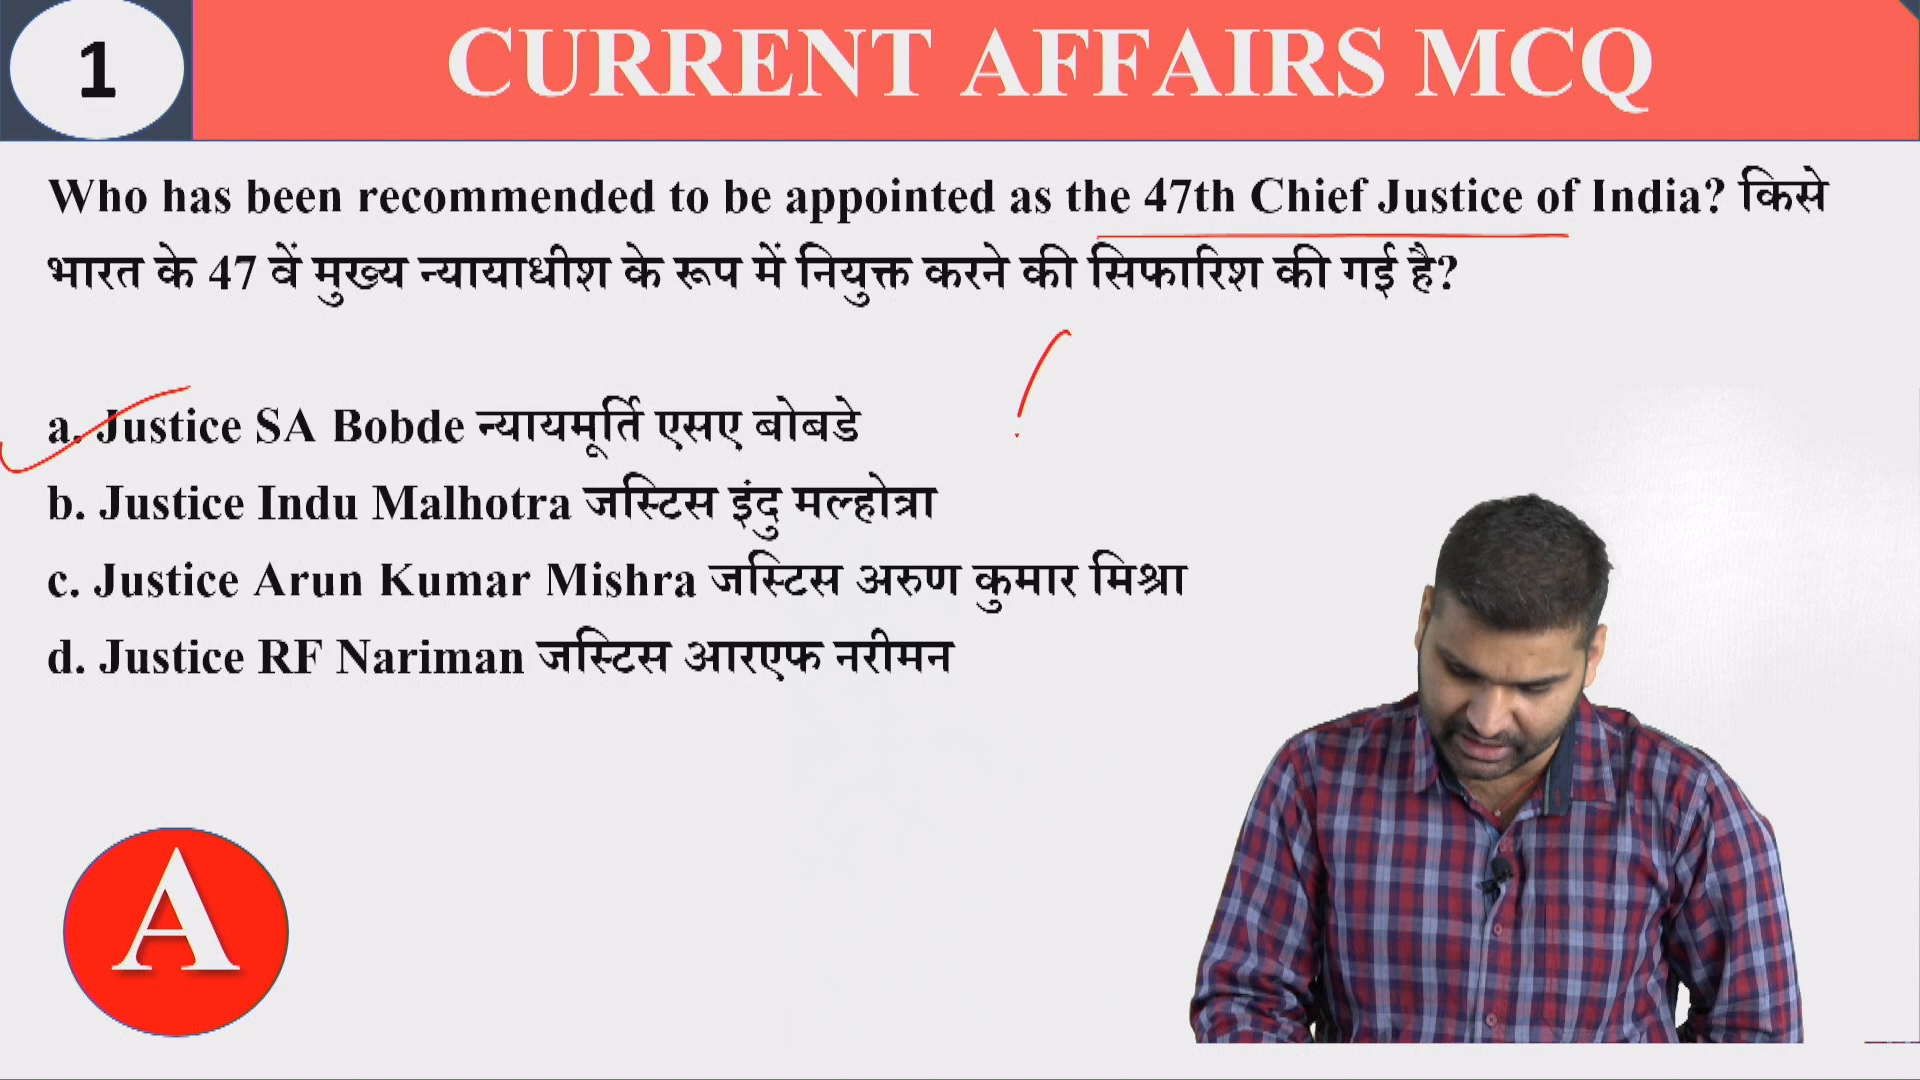 1
CURRENT AFFAIRS MCQ
Who has been recommended to be appointed as the 47th Chief Justice of India? किसे
भारत के 47 वें मुख्य न्यायाधीश के रूप में नियुक्त करने की सिफारिश की गई है?
a. Justice SA Bobde न्यायमूर्ति एसए बोबडे
b. Justice Indu Malhotra जस्टिस इंदु मल्होत्रा
c. Justice Arun Kumar Mishra जस्टिस अरुण कुमार मिश्रा
d. Justice RF Nariman जस्टिस आरएफ नरीमन
A